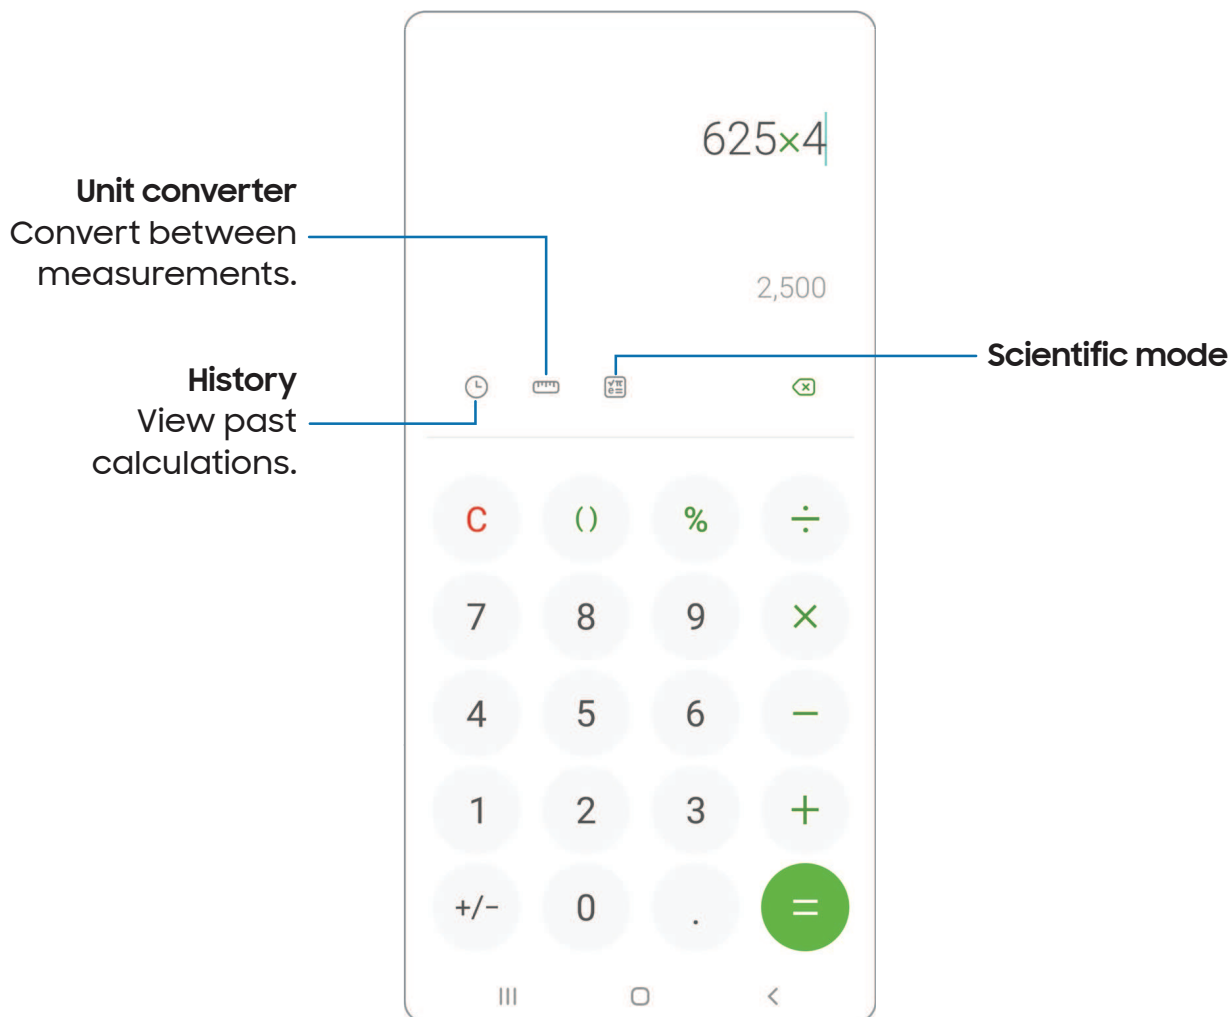 625×4
Unit converter
Convert between
measurements.
2,500
Scientific mode
History
View past
calculations.
√π
e=
C () % ÷
7 8 9 ×
4 5 6 −
1 2 3 +
+/− 0 . =